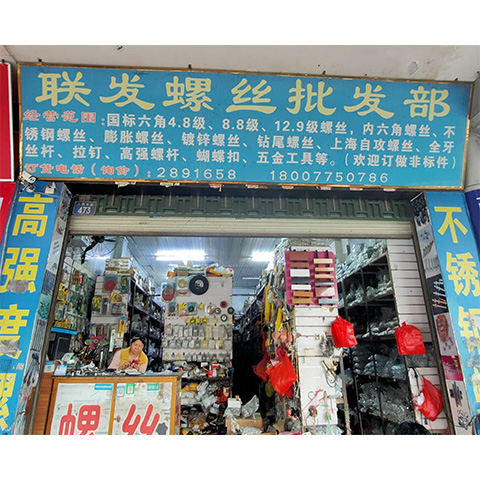 联发螺丝批发部
经营范围:国标六角4.8级、8.8级、12.9级螺丝,内六角螺丝、不
锈钢螺丝、膨胀螺丝、镀锌螺丝、钻尾螺丝、上海自攻螺丝、全牙
丝杆、拉钉、高强螺杆、蝴蝶扣、五金工具等。(欢迎订做非标件)
订货电话(询价):2891658 18007750786
473
高强度螺
不锈钢
螺丝